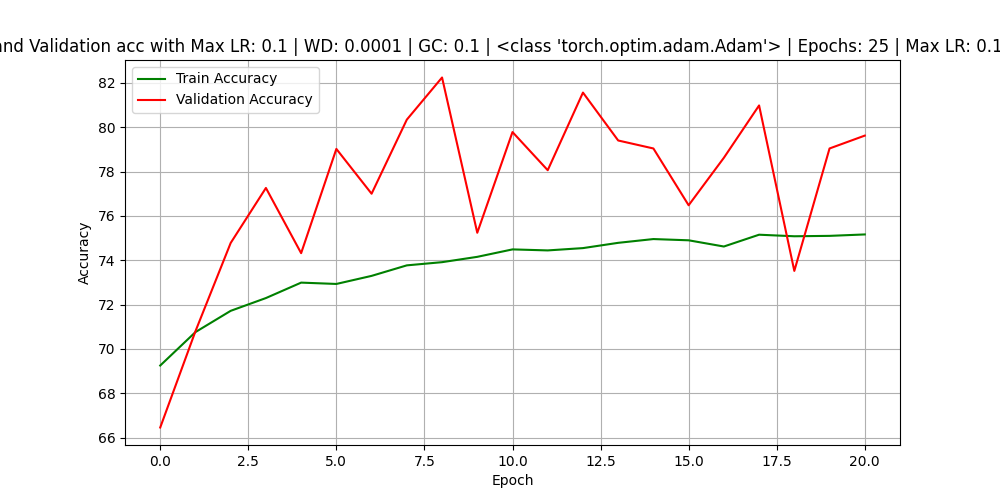 and Validation acc with Max LR: 0.1 | WD: 0.0001 | GC: 0.1 | <class 'torch.optim.adam.Adam'> | Epochs: 25 | Max LR: 0.1
Train Accuracy
Validation Accuracy
82
80
78
76
74
72
70
68
66
Accuracy
0.0 2.5 5.0 7.5 10.0 12.5 15.0 17.5 20.0
Epoch